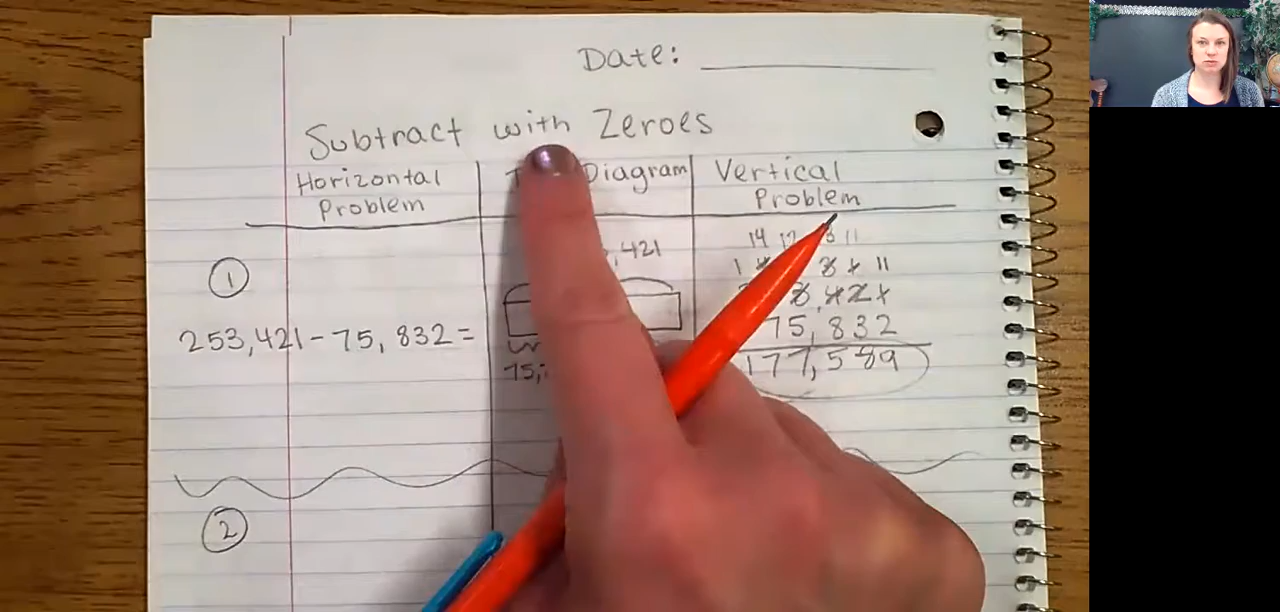 Date:
Subtract with Zeroes
Horizontal Problem
Diagram
Vertical Problem
1
253,421 - 75,832 =
,421
75,832
177,589
2